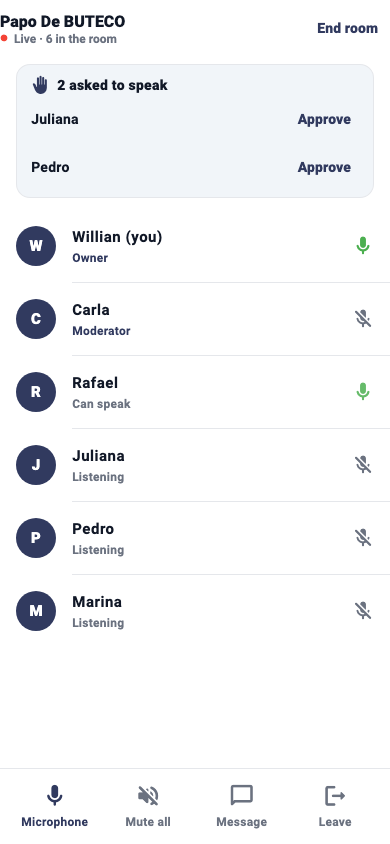 Papo De BUTECO
End room
Live · 6 in the room
2 asked to speak
Juliana
Approve
Pedro
Approve
W
Willian (you)
Owner
C
Carla
Moderator
R
Rafael
Can speak
J
Juliana
Listening
P
Pedro
Listening
M
Marina
Listening
Microphone
Mute all
Message
Leave